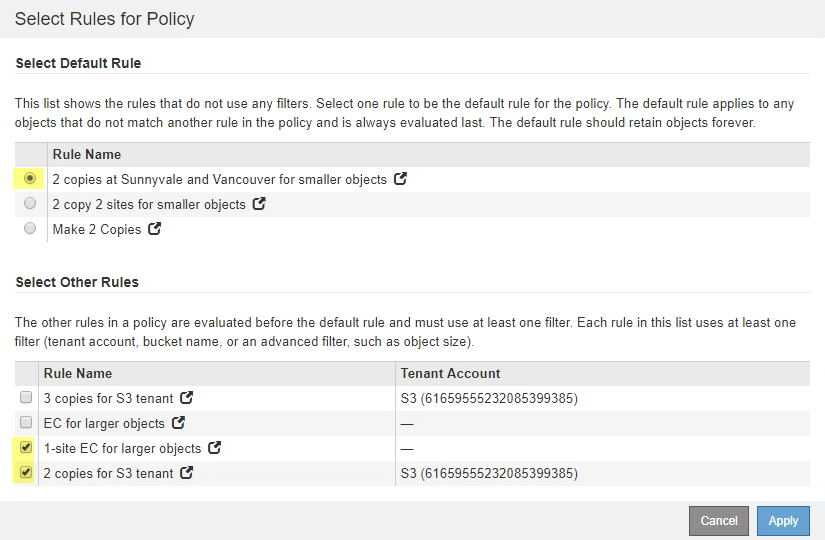 Select Rules for Policy
Select Default Rule
This list shows the rules that do not use any filters. Select one rule to be the default rule for the policy. The default rule applies to any
objects that do not match another rule in the policy and is always evaluated last. The default rule should retain objects forever.
Rule Name
2 copies at Sunnyvale and Vancouver for smaller objects
2 copy 2 sites for smaller objects
Make 2 Copies
Select Other Rules
The other rules in a policy are evaluated before the default rule and must use at least one filter. Each rule in this list uses at least one
filter (tenant account, bucket name, or an advanced filter, such as object size).
Rule Name Tenant Account
3 copies for S3 tenant S3 (61659555232085399385)
EC for larger objects —
1-site EC for larger objects —
2 copies for S3 tenant S3 (61659555232085399385)
Cancel Apply